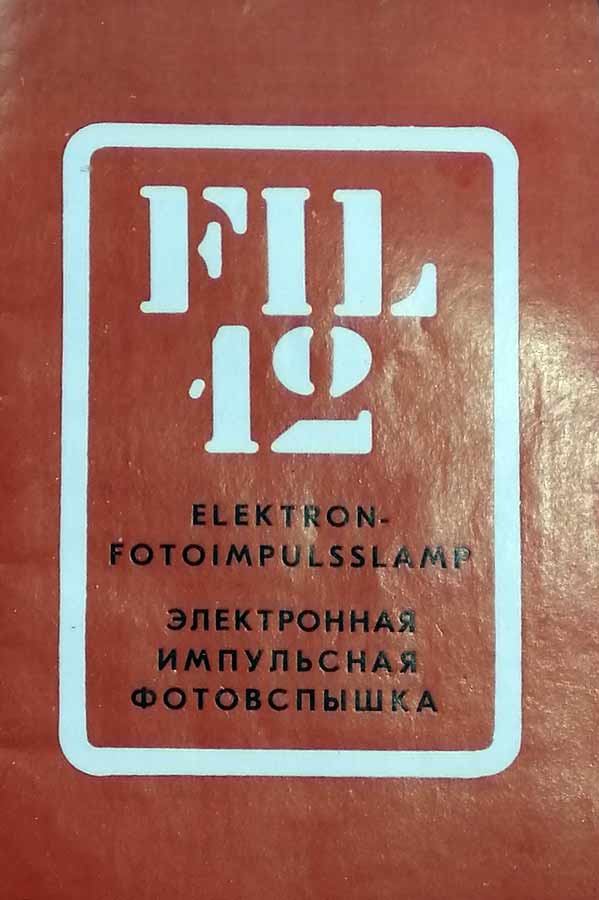 FIL
12
ELEKTRON-
FOTOIMPULSSLAMP
ЭЛЕКТРОННАЯ
ИМПУЛЬСНАЯ
ФОТОВСПЫШКА